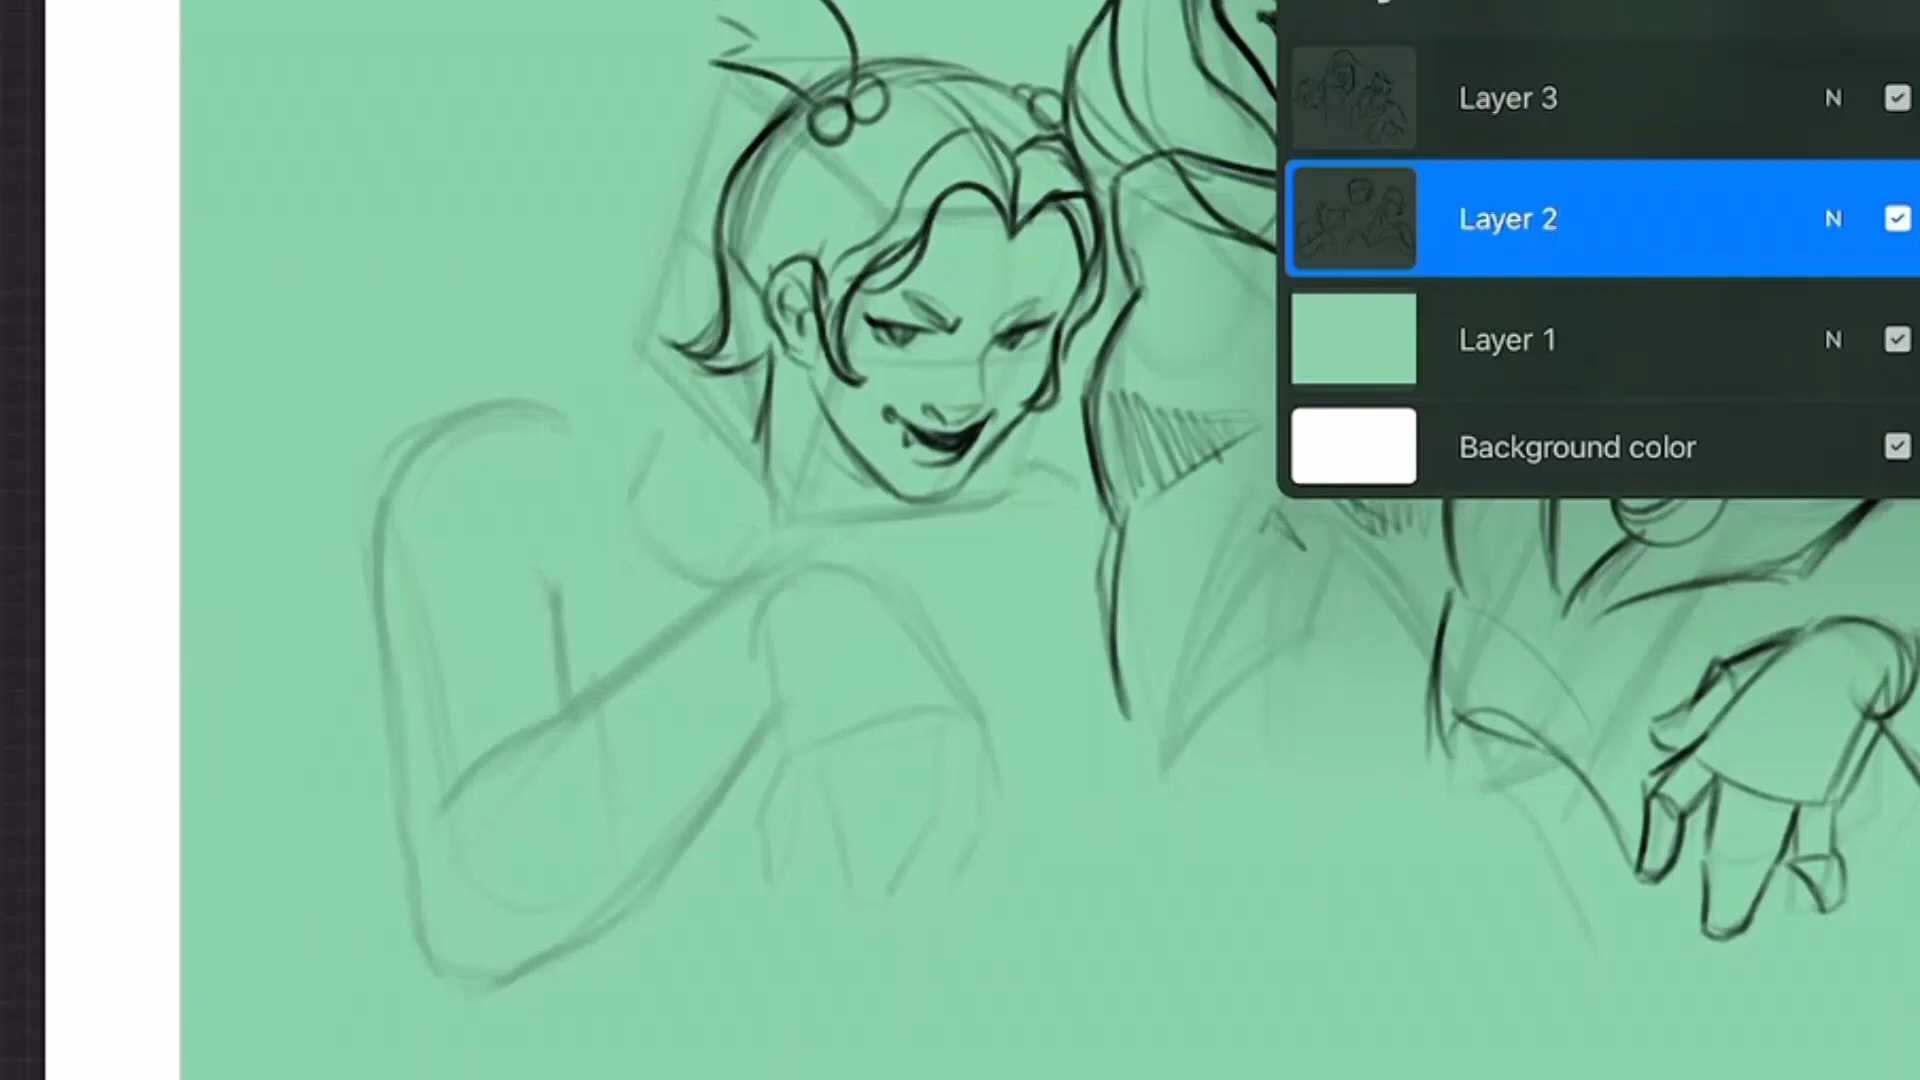 Layer 3 N
Layer 2 N
Layer 1 N
Background color